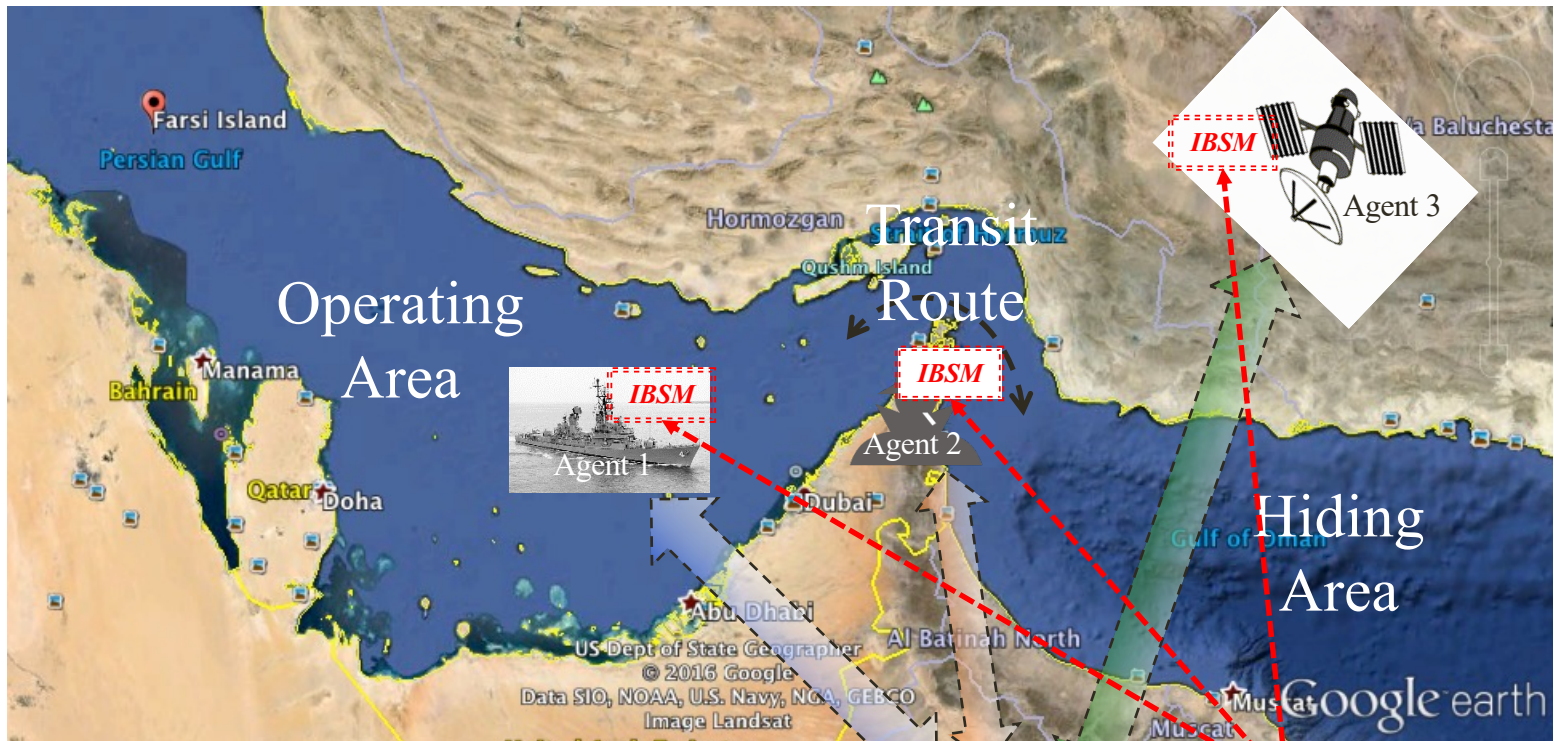 Farsi Island
Persian Gulf
IBSM
Agent 3
Baluchesta
Hormozgan
Transit
Route
Qushm Island
Operating
Area
Manama
Bahrain
IBSM
Agent 1
IBSM
Agent 2
Qatar
Doha
Dubai
Hiding
Area
Gulf of Oman
Abu Dhabi
Al Batinah North
US Dept of State Geographer
© 2016 Google
Data SIO, NOAA, U.S. Navy, NGA, GEBCO
Image Landsat
Muscat
Muscat
Google earth